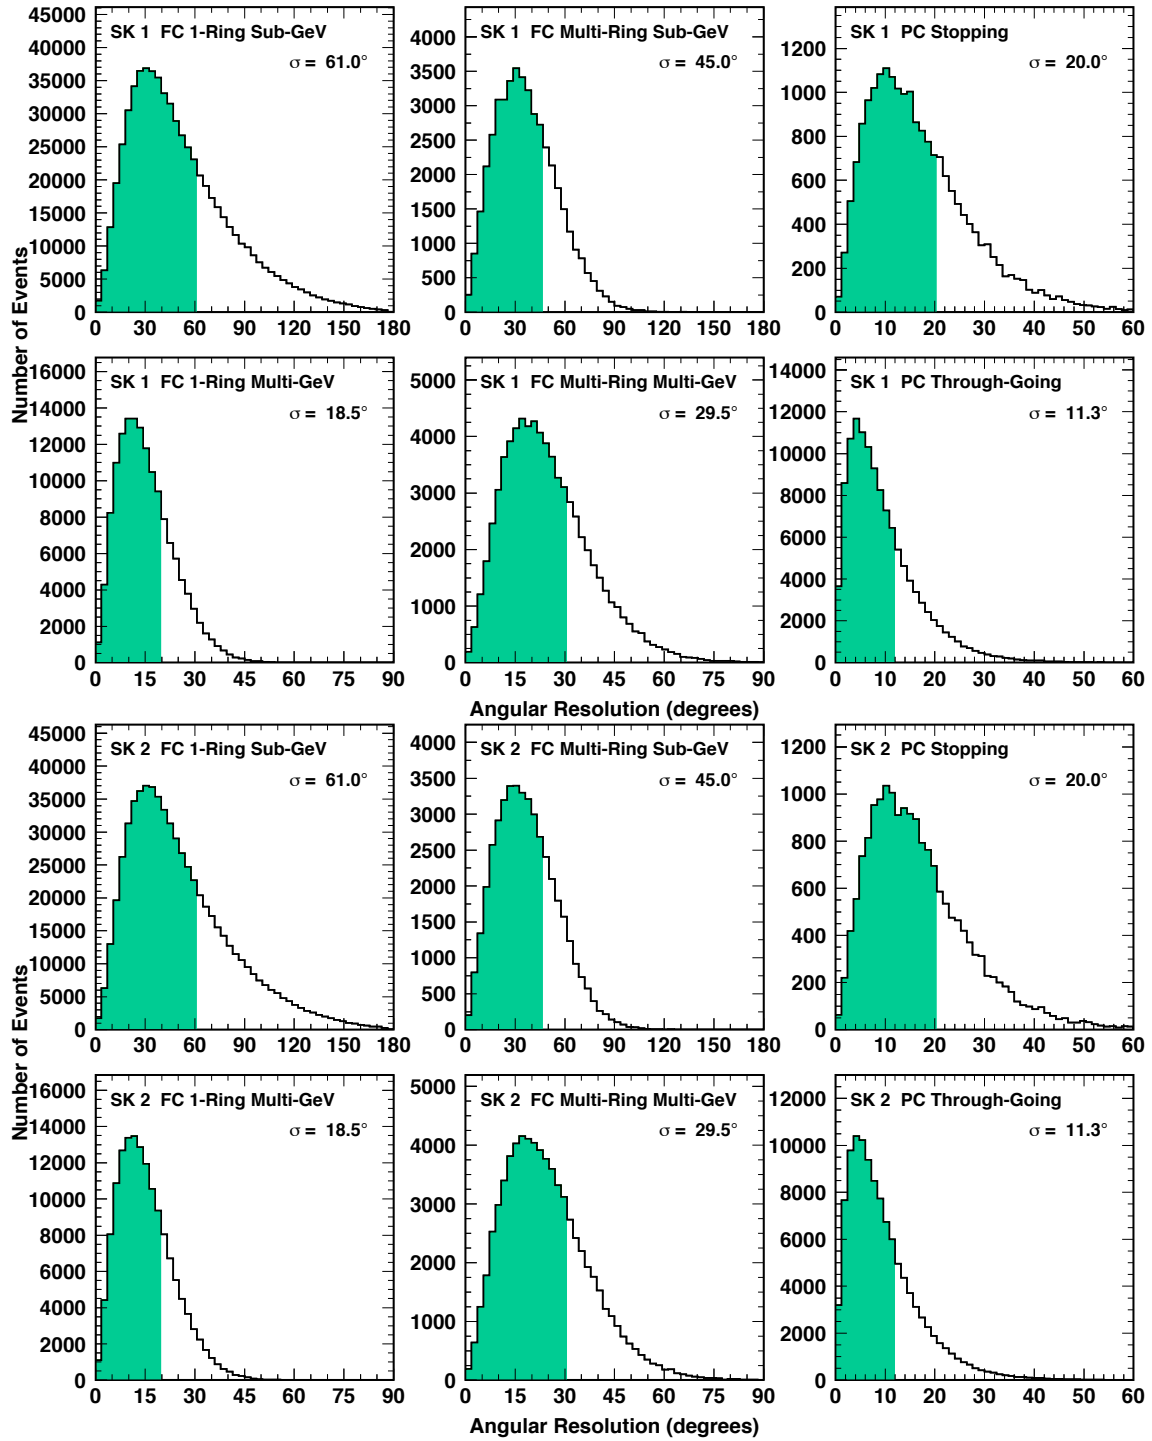 SK 1 FC 1-Ring Sub-GeV
σ = 61.0°
45000
40000
35000
30000
25000
20000
15000
10000
5000
0
0 30 60 90 120 150 180
SK 1 FC Multi-Ring Sub-GeV
σ = 45.0°
4000
3500
3000
2500
2000
1500
1000
500
0
0 30 60 90 120 150 180
SK 1 PC Stopping
σ = 20.0°
1200
1000
800
600
400
200
0
0 10 20 30 40 50 60
Number of Events
SK 1 FC 1-Ring Multi-GeV
σ = 18.5°
16000
14000
12000
10000
8000
6000
4000
2000
0
0 15 30 45 60 75 90
SK 1 FC Multi-Ring Multi-GeV
σ = 29.5°
5000
4000
3000
2000
1000
0
0 15 30 45 60 75 90
SK 1 PC Through-Going
σ = 11.3°
14000
12000
10000
8000
6000
4000
2000
0
0 10 20 30 40 50 60
Angular Resolution (degrees)
SK 2 FC 1-Ring Sub-GeV
σ = 61.0°
45000
40000
35000
30000
25000
20000
15000
10000
5000
0
0 30 60 90 120 150 180
SK 2 FC Multi-Ring Sub-GeV
σ = 45.0°
4000
3500
3000
2500
2000
1500
1000
500
0
0 30 60 90 120 150 180
SK 2 PC Stopping
σ = 20.0°
1200
1000
800
600
400
200
0
0 10 20 30 40 50 60
Number of Events
SK 2 FC 1-Ring Multi-GeV
σ = 18.5°
16000
14000
12000
10000
8000
6000
4000
2000
0
0 15 30 45 60 75 90
SK 2 FC Multi-Ring Multi-GeV
σ = 29.5°
5000
4000
3000
2000
1000
0
0 15 30 45 60 75 90
SK 2 PC Through-Going
σ = 11.3°
12000
10000
8000
6000
4000
2000
0
0 10 20 30 40 50 60
Angular Resolution (degrees)